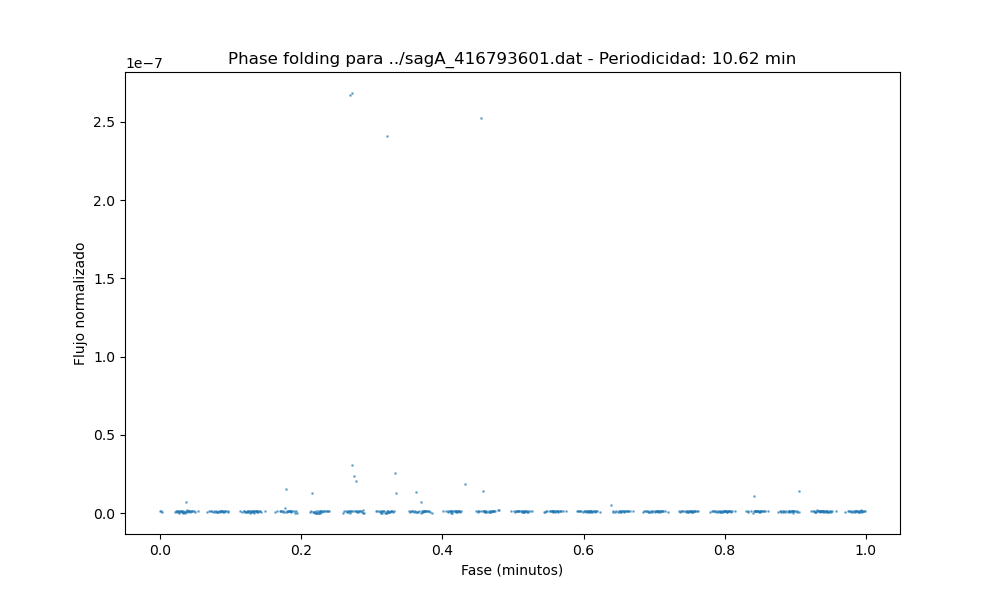 Phase folding para ../sagA_416793601.dat - Periodicidad: 10.62 min
1e−7
2.5
2.0
1.5
1.0
0.5
0.0
Flujo normalizado
0.0 0.2 0.4 0.6 0.8 1.0
Fase (minutos)